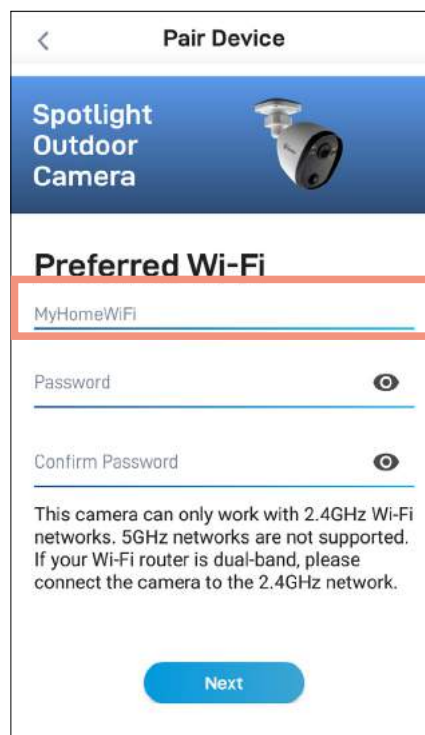 Pair Device
Spotlight
Outdoor
Camera
Preferred Wi-Fi
MyHomeWiFi
Password
Confirm Password
This camera can only work with 2.4GHz Wi-Fi
networks. 5GHz networks are not supported.
If your Wi-Fi router is dual-band, please
connect the camera to the 2.4GHz network.
Next